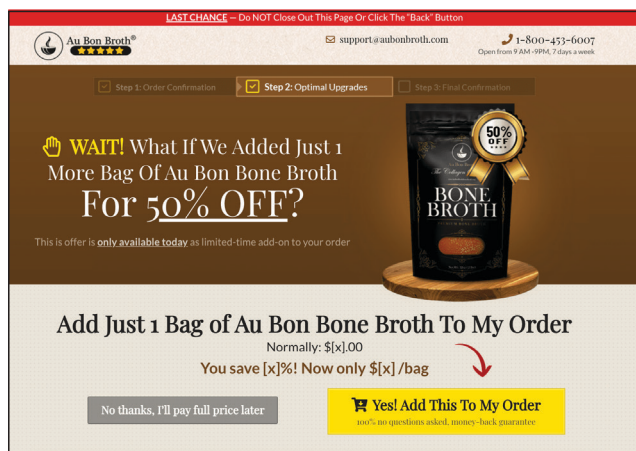 LAST CHANCE — Do NOT Close Out This Page Or Click The "Back" Button
Au Bon Broth®
support@aubonbroth.com
1-800-453-6007
Open from 9 AM -9PM, 7 days a week
Step 1: Order Confirmation
Step 2: Optimal Upgrades
Step 3: Final Confirmation
WAIT! What If We Added Just 1
More Bag Of Au Bon Bone Broth
For 50% OFF?
This is offer is only available today as limited-time add-on to your order
50%
OFF
BONE
BROTH
Add Just 1 Bag of Au Bon Bone Broth To My Order
Normally: $[x].00
You save [x]%! Now only $[x] /bag
No thanks, I'll pay full price later
Yes! Add This To My Order
100% no questions asked, money-back guarantee